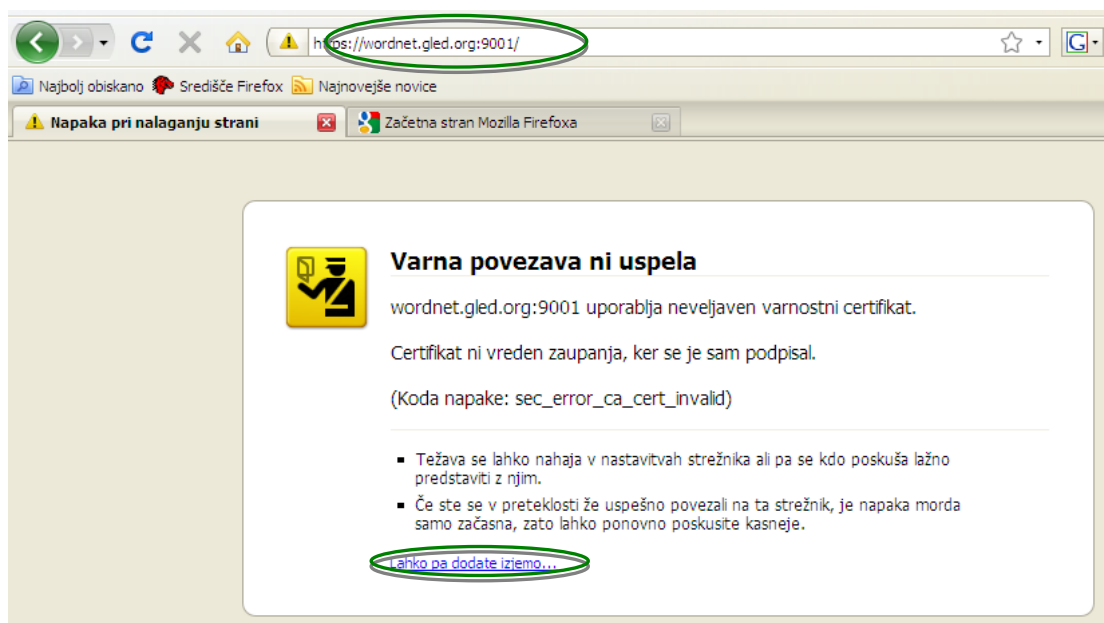 https://wordnet.gled.org:9001/
G
Najbolj obiskano Središče Firefox Najnovejše novice
Napaka pri nalaganju strani Začetna stran Mozilla Firefoxa
Varna povezava ni uspela
wordnet.gled.org:9001 uporablja neveljaven varnostni certifikat.
Certifikat ni vreden zaupanja, ker se je sam podpisal.
(Koda napake: sec_error_ca_cert_invalid)
Težava se lahko nahaja v nastavitvah strežnika ali pa se kdo poskuša lažno
predstaviti z njim.
Če ste se v preteklosti že uspešno povezali na ta strežnik, je napaka morda
samo začasna, zato lahko ponovno poskusite kasneje.
Lahko pa dodate izjemo...